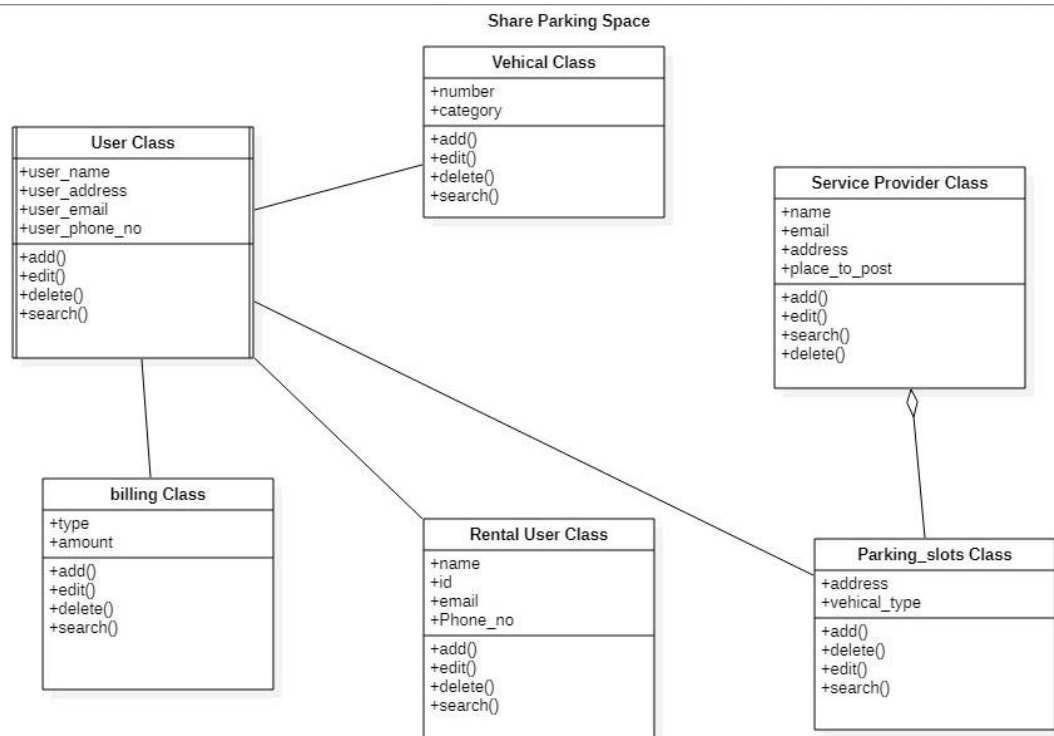 Share Parking Space
Vehical Class
+number
+category
+add()
+edit()
+delete()
+search()
User Class
+user_name
+user_address
+user_email
+user_phone_no
+add()
+edit()
+delete()
+search()
Service Provider Class
+name
+email
+address
+place_to_post
+add()
+edit()
+search()
+delete()
billing Class
+type
+amount
+add()
+edit()
+delete()
+search()
Rental User Class
+name
+id
+email
+Phone_no
+add()
+edit()
+delete()
+search()
Parking_slots Class
+address
+vehical_type
+add()
+delete()
+edit()
+search()